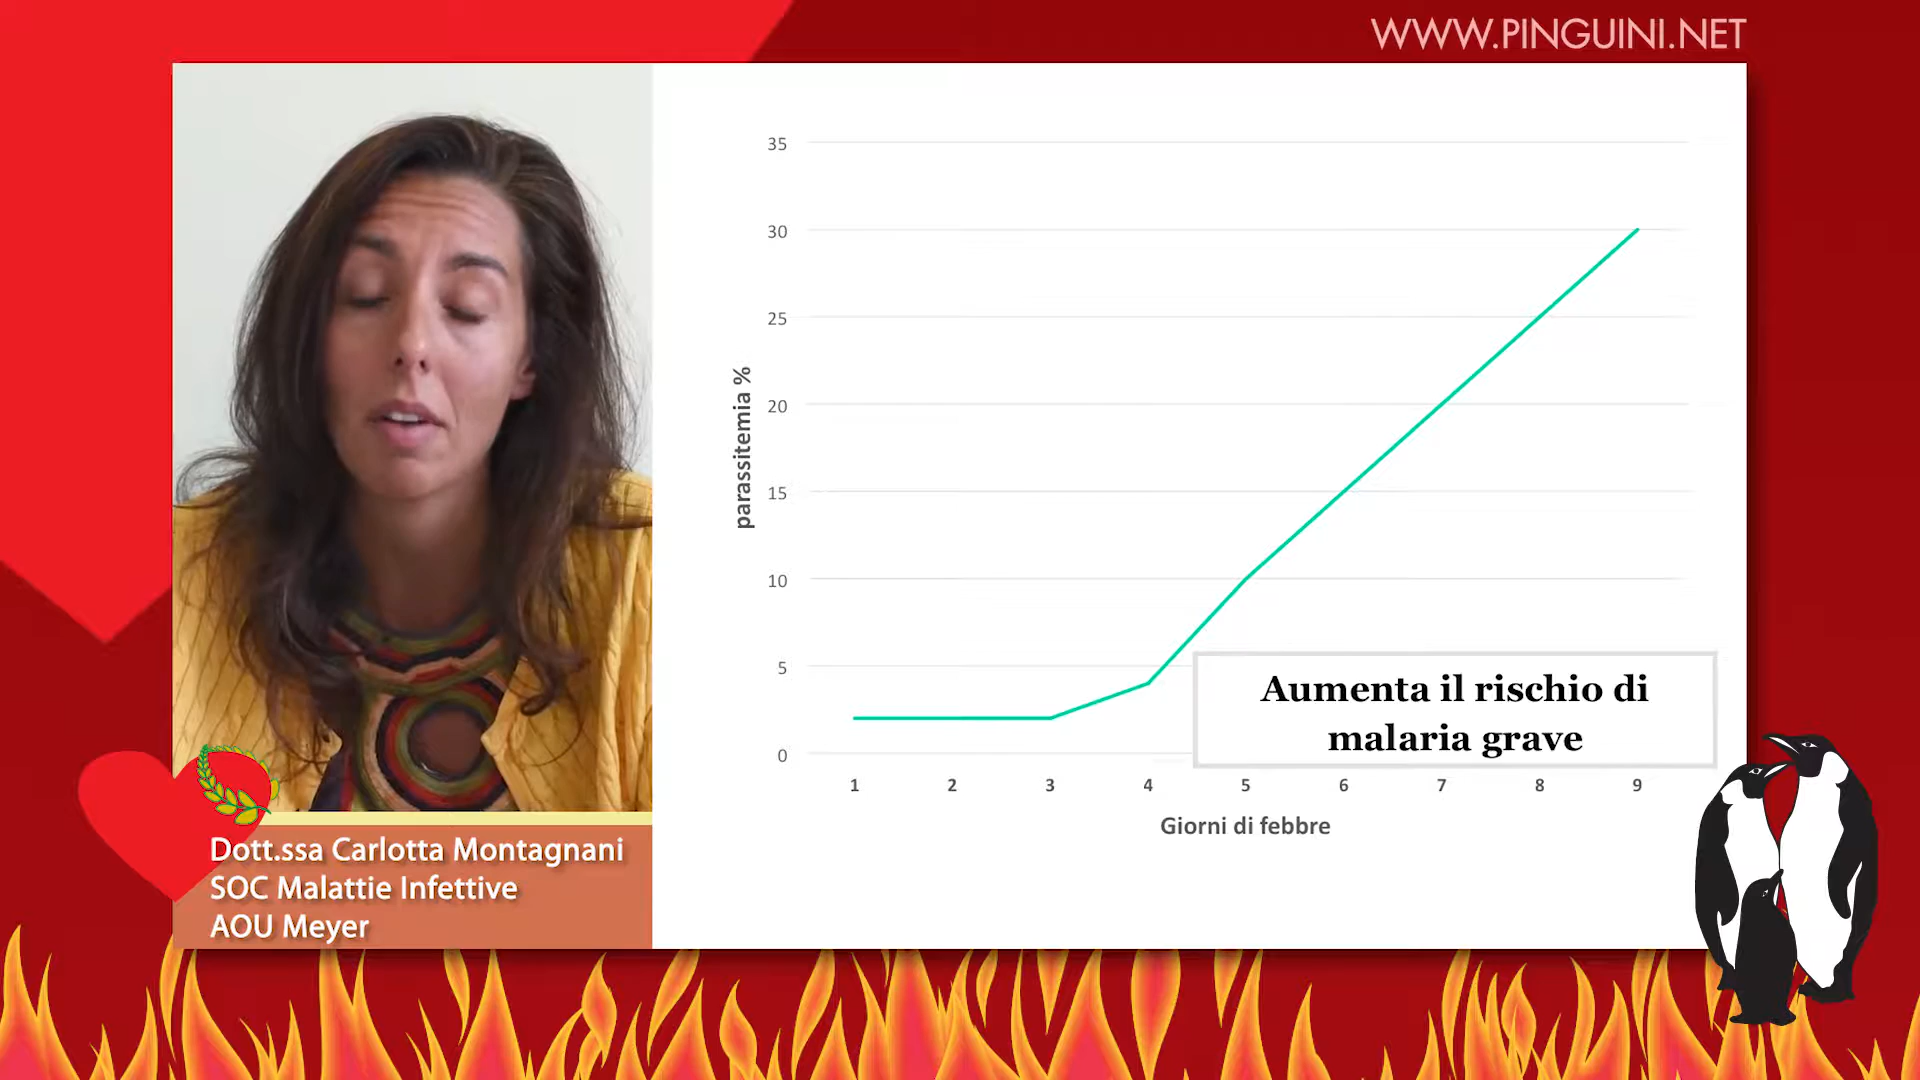 WWW.PINGUINI.NET
35
30
25
20
15
10
5
0
parassitemia %
1 2 3 4 5 6 7 8 9
Giorni di febbre
Aumenta il rischio di
malaria grave
Dott.ssa Carlotta Montagnani
SOC Malattie Infettive
AOU Meyer